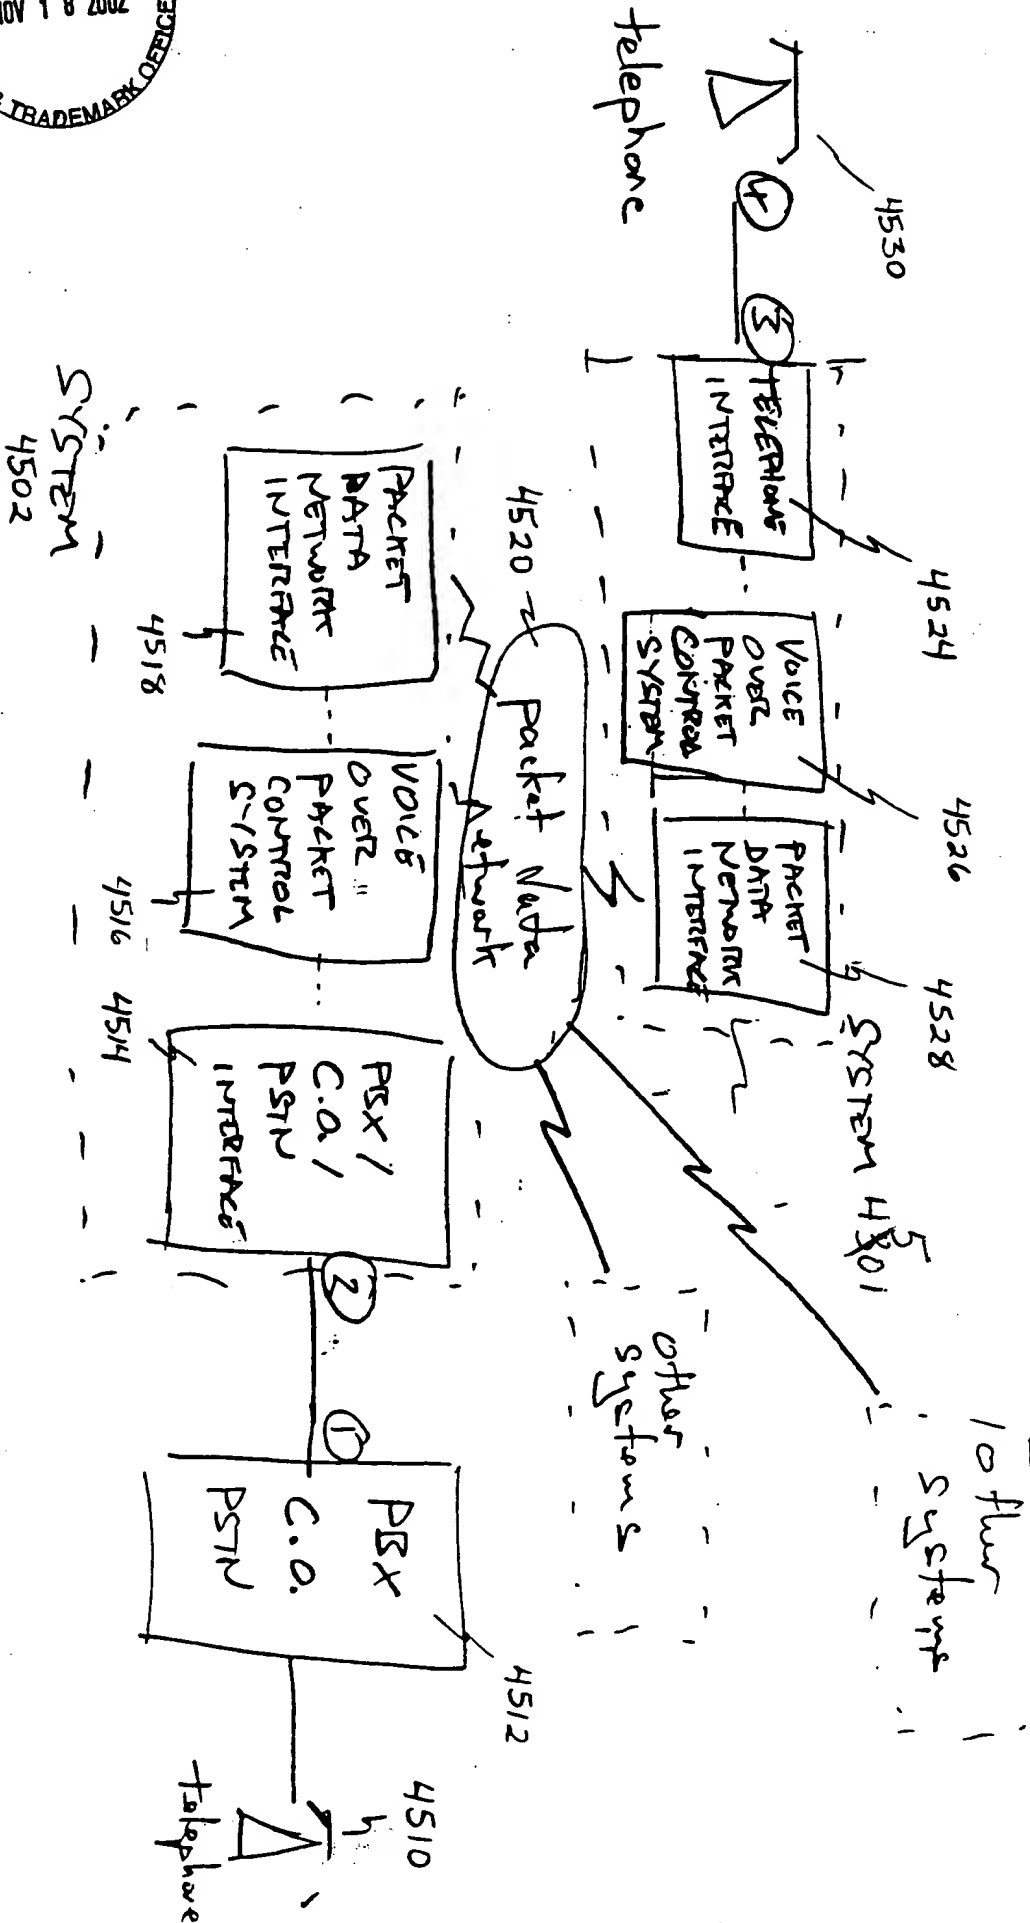 NOV 1 8 2002
TRADEMARK OFFICE
telephone
4530
4
3
TELEPHONE
INTERFACE
4524
VOICE
OVER
PACKET
CONTROL
SYSTEM
4526
PACKET
DATA
NETWORK
INTERFACE
4528
SYSTEM 4501
other
systems
4520
packet Data
Network
other
systems
SYSTEM
4502
PACKET
DATA
NETWORK
INTERFACE
4518
VOICE
OVER
PACKET
CONTROL
SYSTEM
4516
PBX /
C.O. /
PSTN
INTERFACE
4514
2
1
PBX
C.O.
PSTN
4512
4510
telephone